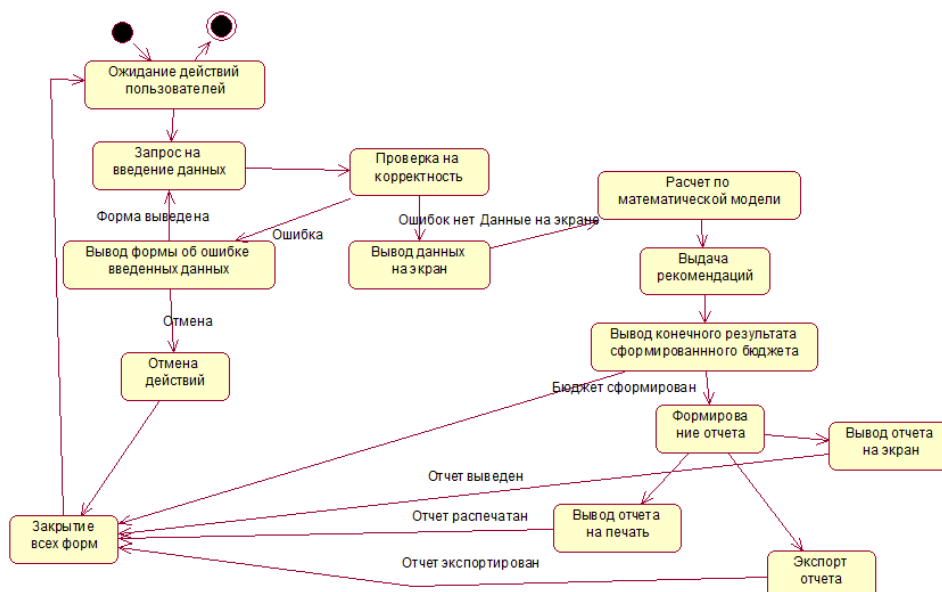 Ожидание действий
пользователей
Запрос на
введение данных
Проверка на
корректность
Расчет по
математической модели
Форма выведена
Ошибка
Ошибок нет
Данные на экране
Вывод формы об ошибке
введенных данных
Вывод данных
на экран
Выдача
рекомендаций
Отмена
Вывод конечного результата
сформированнного бюджета
Отмена
действий
Бюджет сформирован
Формирова
ние отчета
Вывод отчета
на экран
Отчет выведен
Закрытие
всех форм
Отчет распечатан
Вывод отчета
на печать
Отчет экспортирован
Экспорт
отчета